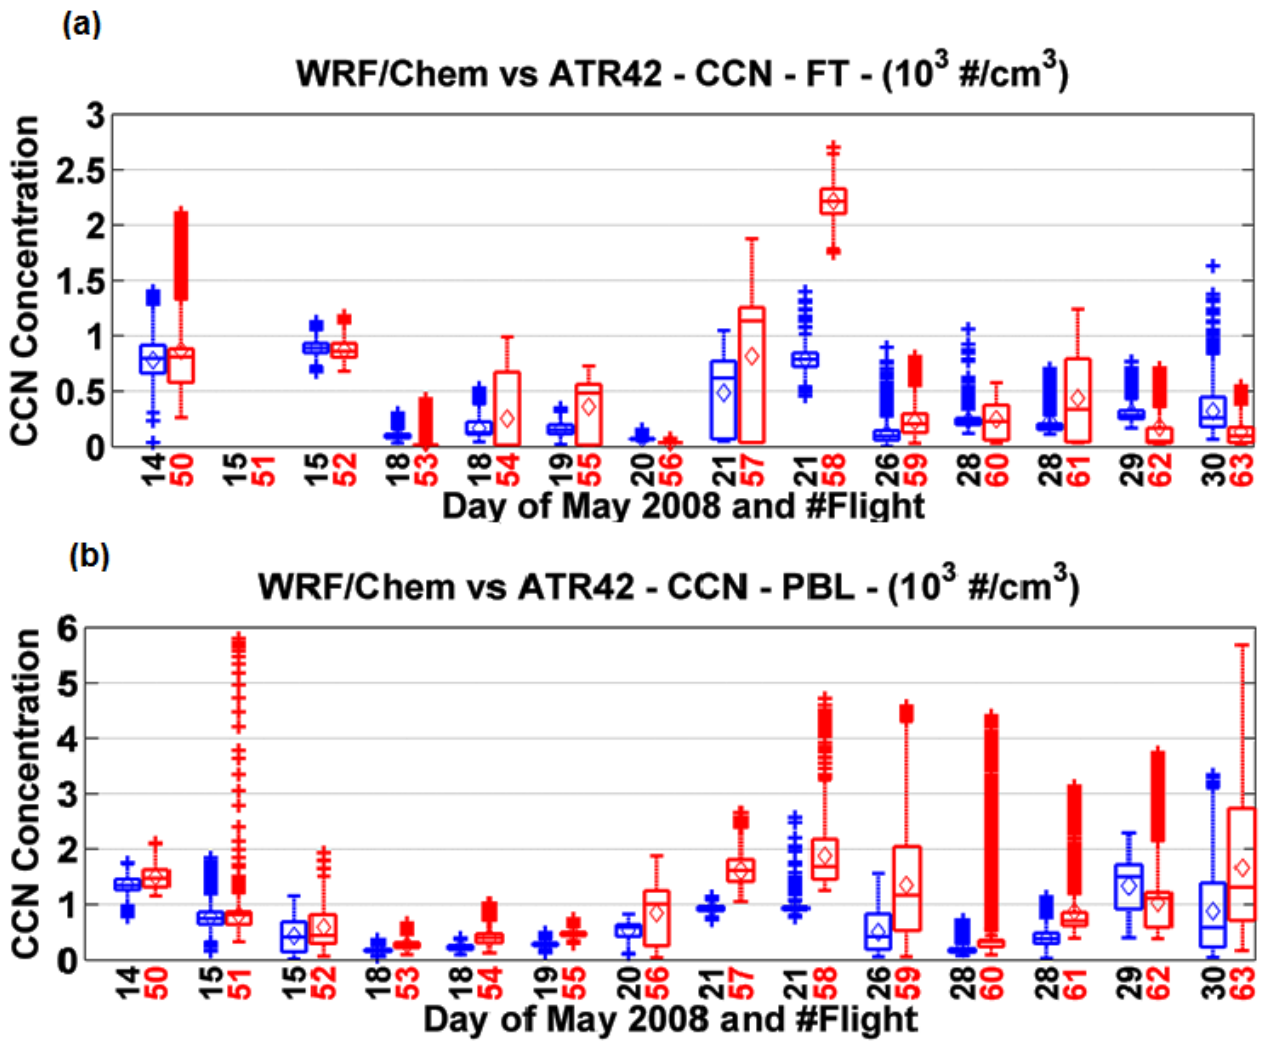 (a)
WRF/Chem vs ATR42 - CCN - FT - (10³ #/cm³)
CCN Concentration
3
2.5
2
1.5
1
0.5
0
14 50 15 51 15 52 18 53 18 54 19 55 20 56 21 57 21 58 26 59 28 60 28 61 29 62 30 63
Day of May 2008 and #Flight
(b)
WRF/Chem vs ATR42 - CCN - PBL - (10³ #/cm³)
CCN Concentration
6
5
4
3
2
1
0
14 50 15 51 15 52 18 53 18 54 19 55 20 56 21 57 21 58 26 59 28 60 28 61 29 62 30 63
Day of May 2008 and #Flight